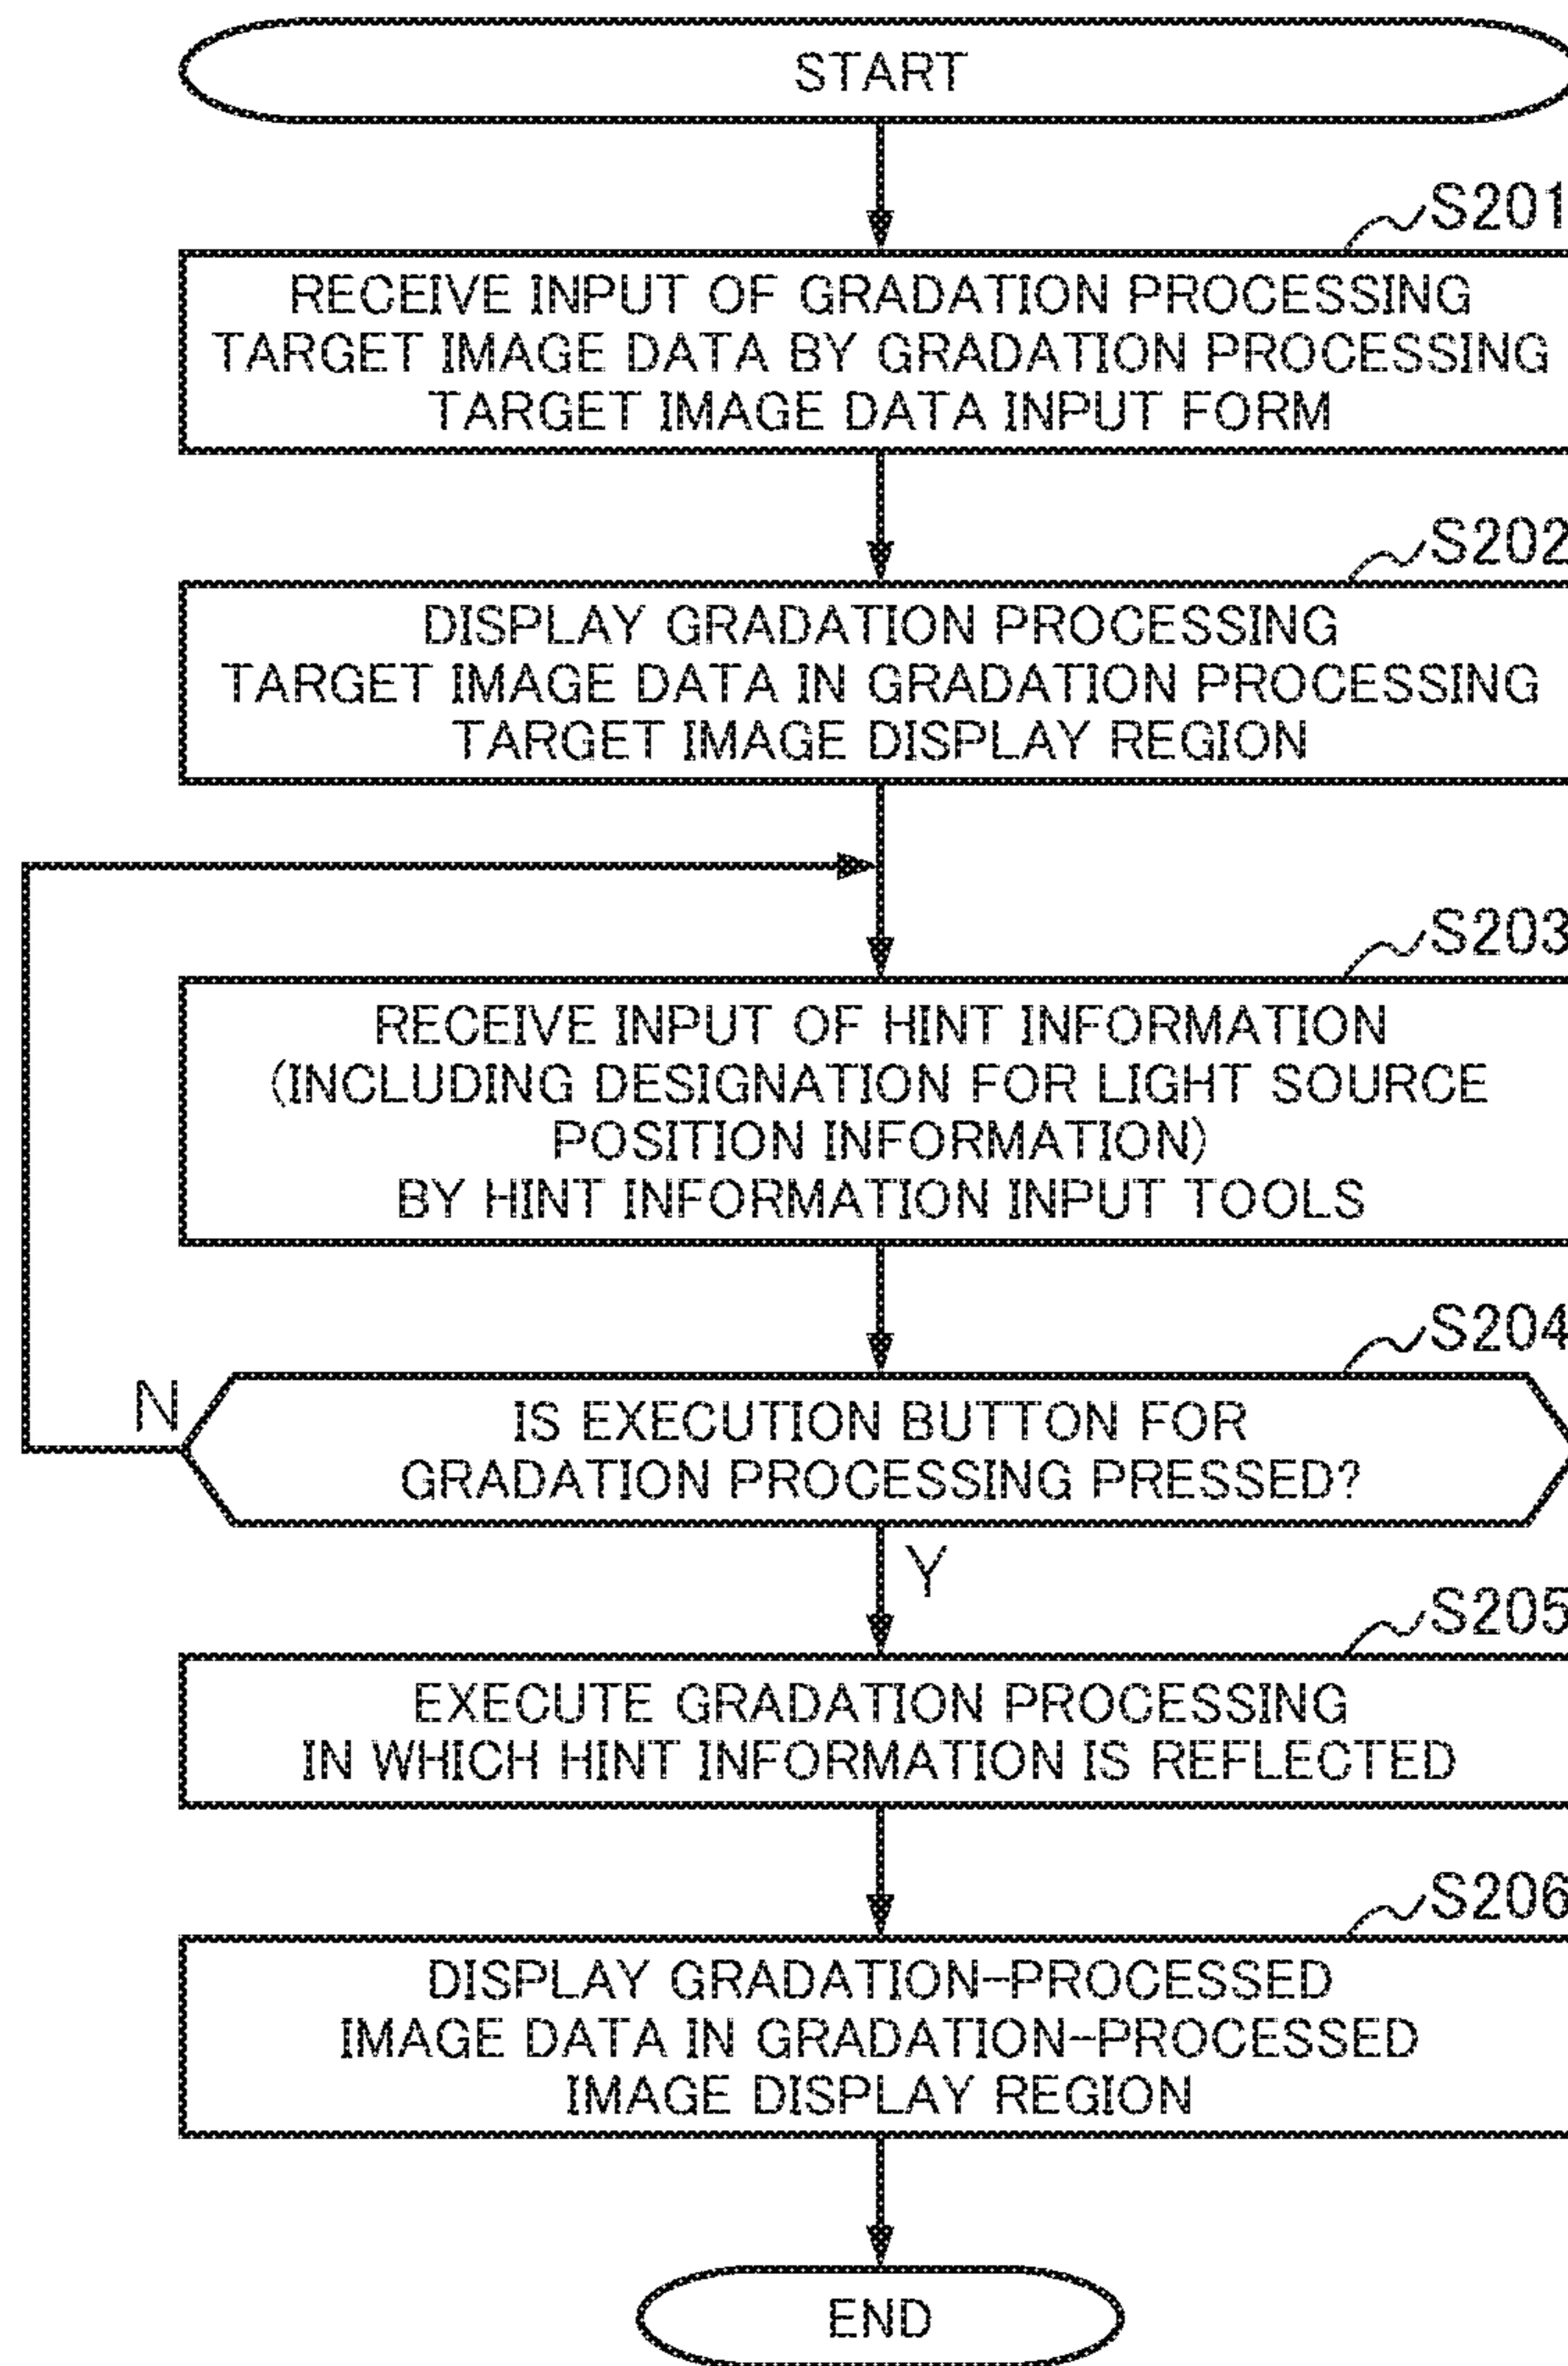 START
S201
RECEIVE INPUT OF GRADATION PROCESSING
TARGET IMAGE DATA BY GRADATION PROCESSING
TARGET IMAGE DATA INPUT FORM
S202
DISPLAY GRADATION PROCESSING
TARGET IMAGE DATA IN GRADATION PROCESSING
TARGET IMAGE DISPLAY REGION
S203
RECEIVE INPUT OF HINT INFORMATION
(INCLUDING DESIGNATION FOR LIGHT SOURCE
POSITION INFORMATION)
BY HINT INFORMATION INPUT TOOLS
S204
N
IS EXECUTION BUTTON FOR
GRADATION PROCESSING PRESSED?
Y
S205
EXECUTE GRADATION PROCESSING
IN WHICH HINT INFORMATION IS REFLECTED
S206
DISPLAY GRADATION-PROCESSED
IMAGE DATA IN GRADATION-PROCESSED
IMAGE DISPLAY REGION
END